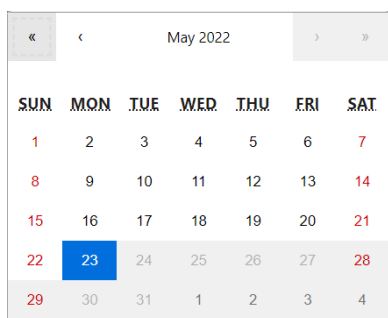 « ‹ May 2022 › »
SUN MON TUE WED THU FRI SAT
1 2 3 4 5 6 7
8 9 10 11 12 13 14
15 16 17 18 19 20 21
22 23 24 25 26 27 28
29 30 31 1 2 3 4